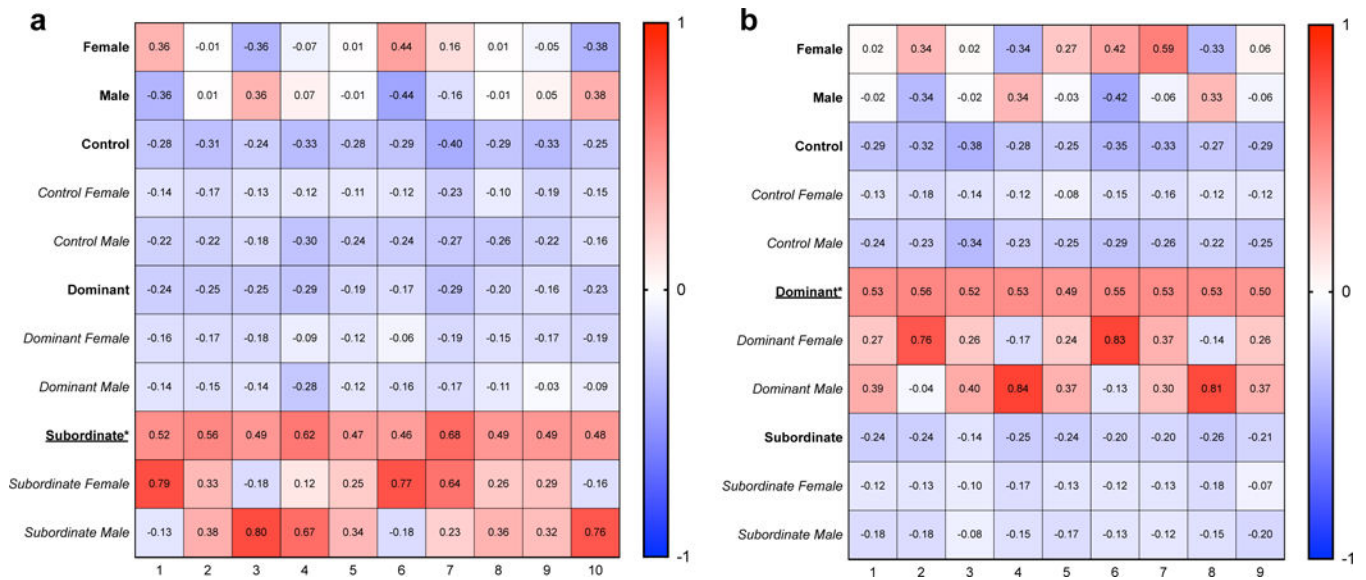 a
1
Female 0.36 -0.01 -0.36 -0.07 0.01 0.44 0.16 0.01 -0.05 -0.38
Male -0.36 0.01 0.36 0.07 -0.01 -0.44 -0.16 -0.01 0.05 0.38
Control -0.28 -0.31 -0.24 -0.33 -0.28 -0.29 -0.40 -0.29 -0.33 -0.25
Control Female -0.14 -0.17 -0.13 -0.12 -0.11 -0.12 -0.23 -0.10 -0.19 -0.15
Control Male -0.22 -0.22 -0.18 -0.30 -0.24 -0.24 -0.27 -0.26 -0.22 -0.16
Dominant -0.24 -0.25 -0.25 -0.29 -0.19 -0.17 -0.29 -0.20 -0.16 -0.23
0
Dominant Female -0.16 -0.17 -0.18 -0.09 -0.12 -0.06 -0.19 -0.15 -0.17 -0.19
Dominant Male -0.14 -0.15 -0.14 -0.28 -0.12 -0.16 -0.17 -0.11 -0.03 -0.09
Subordinate* 0.52 0.56 0.49 0.62 0.47 0.46 0.68 0.49 0.49 0.48
Subordinate Female 0.79 0.33 -0.18 0.12 0.25 0.77 0.64 0.26 0.29 -0.16
Subordinate Male -0.13 0.38 0.80 0.67 0.34 -0.18 0.23 0.36 0.32 0.76
-1
1 2 3 4 5 6 7 8 9 10
b
1
Female 0.02 0.34 0.02 -0.34 0.27 0.42 0.59 -0.33 0.06
Male -0.02 -0.34 -0.02 0.34 -0.03 -0.42 -0.06 0.33 -0.06
Control -0.29 -0.32 -0.38 -0.28 -0.25 -0.35 -0.33 -0.27 -0.29
Control Female -0.13 -0.18 -0.14 -0.12 -0.08 -0.15 -0.16 -0.12 -0.12
Control Male -0.24 -0.23 -0.34 -0.23 -0.25 -0.29 -0.26 -0.22 -0.25
Dominant* 0.53 0.56 0.52 0.53 0.49 0.55 0.53 0.53 0.50
0
Dominant Female 0.27 0.76 0.26 -0.17 0.24 0.83 0.37 -0.14 0.26
Dominant Male 0.39 -0.04 0.40 0.84 0.37 -0.13 0.30 0.81 0.37
Subordinate -0.24 -0.24 -0.14 -0.25 -0.24 -0.20 -0.20 -0.26 -0.21
Subordinate Female -0.12 -0.13 -0.10 -0.17 -0.13 -0.12 -0.13 -0.18 -0.07
Subordinate Male -0.18 -0.18 -0.08 -0.15 -0.17 -0.13 -0.12 -0.15 -0.20
-1
1 2 3 4 5 6 7 8 9